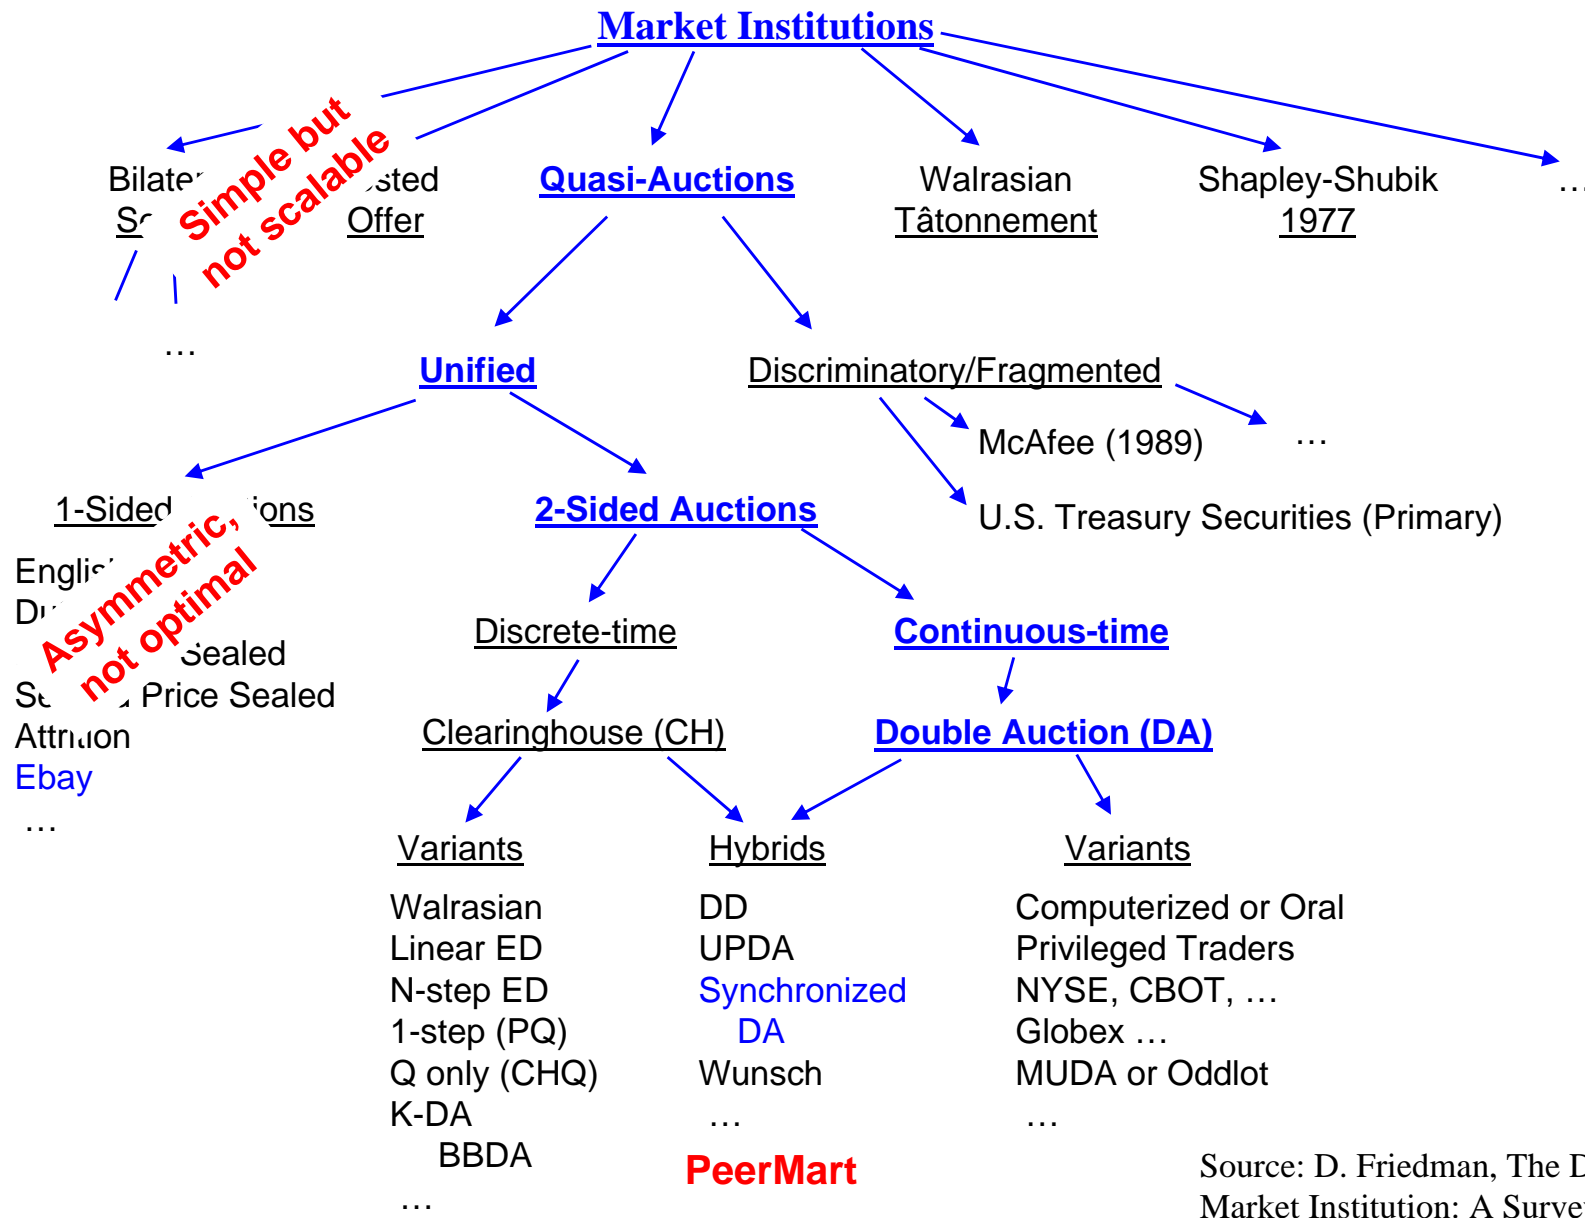 Market Institutions
Simple but
not scalable
Offer
Quasi-Auctions
Walrasian
Tâtonnement
Shapley-Shubik
1977
…
…
Unified
Discriminatory/Fragmented
McAfee (1989)
…
U.S. Treasury Securities (Primary)
1-Sided
2-Sided Auctions
Asymmetric,
not optimal
Sealed
Price Sealed
Attrition
Ebay
…
Discrete-time
Continuous-time
Clearinghouse (CH)
Double Auction (DA)
Variants
Walrasian
Linear ED
N-step ED
1-step (PQ)
Q only (CHQ)
K-DA
BBDA
…
Hybrids
DD
UPDA
Synchronized
DA
Wunsch
…
PeerMart
Variants
Computerized or Oral
Privileged Traders
NYSE, CBOT, …
Globex …
MUDA or Oddlot
…
Source: D. Friedman, The
Market Institution: A